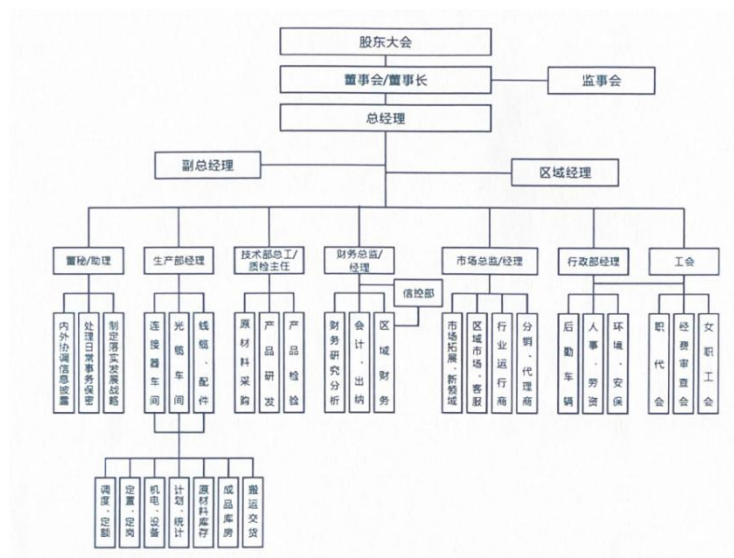 股东大会
董事会/董事长
监事会
总经理
副总经理
区域经理
董秘/助理
生产部经理
技术部总工/
质检主任
财务总监/
经理
市场总监/经理
行政部经理
工会
信控部
内外协调信息披露
处理日常事务保密
制定落实发展战略
连接器车间
光缆车间
线缆、配件
原材料采购
产品研发
产品检验
财务研究分析
会计、出纳
区域财务
市场拓展、新领域
区域市场、客服
行业运行商
分销、代理商
后勤车辆
人事、劳资
环境、安保
职代会
经费审查会
女职工会
调度、定额
定置、定岗
机电、设备
计划、统计
原材料库存
成品库房
搬运交货